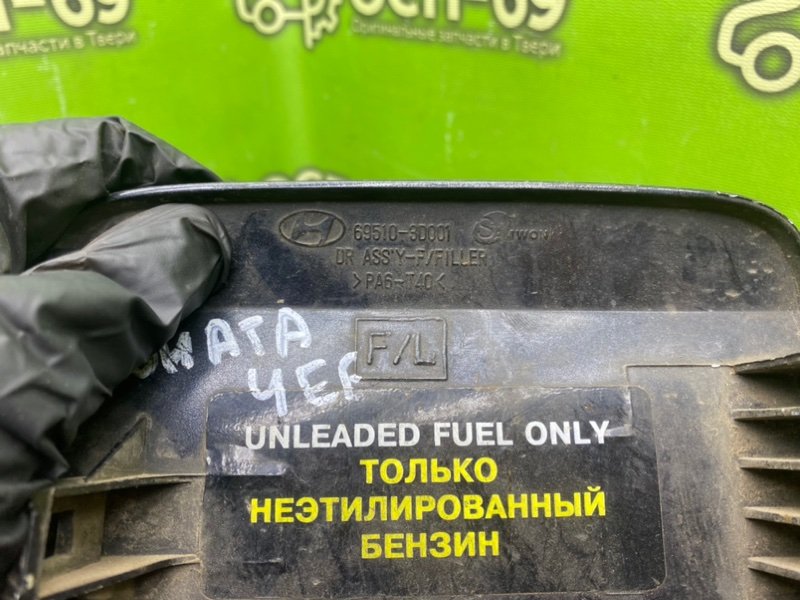 Оригинальные запчасти в Твери
69510-3D001
DR ASS'Y-F/FILLER
>PA6-T40<
F/L
UNLEADED FUEL ONLY
ТОЛЬКО
НЕЭТИЛИРОВАННЫЙ
БЕНЗИН